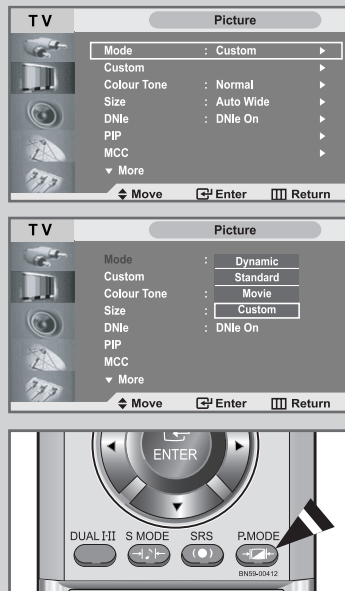 T V
Picture
Mode : Custom
Custom
Colour Tone : Normal
Size : Auto Wide
DNIe : DNIe On
PIP
MCC
▼ More
Move Enter Return
T V
Picture
Mode : Dynamic
Custom Standard
Colour Tone : Movie
Size : Custom
DNIe : DNIe On
PIP
MCC
▼ More
Move Enter Return
ENTER
DUAL I-II S MODE SRS P.MODE
BN59-00412